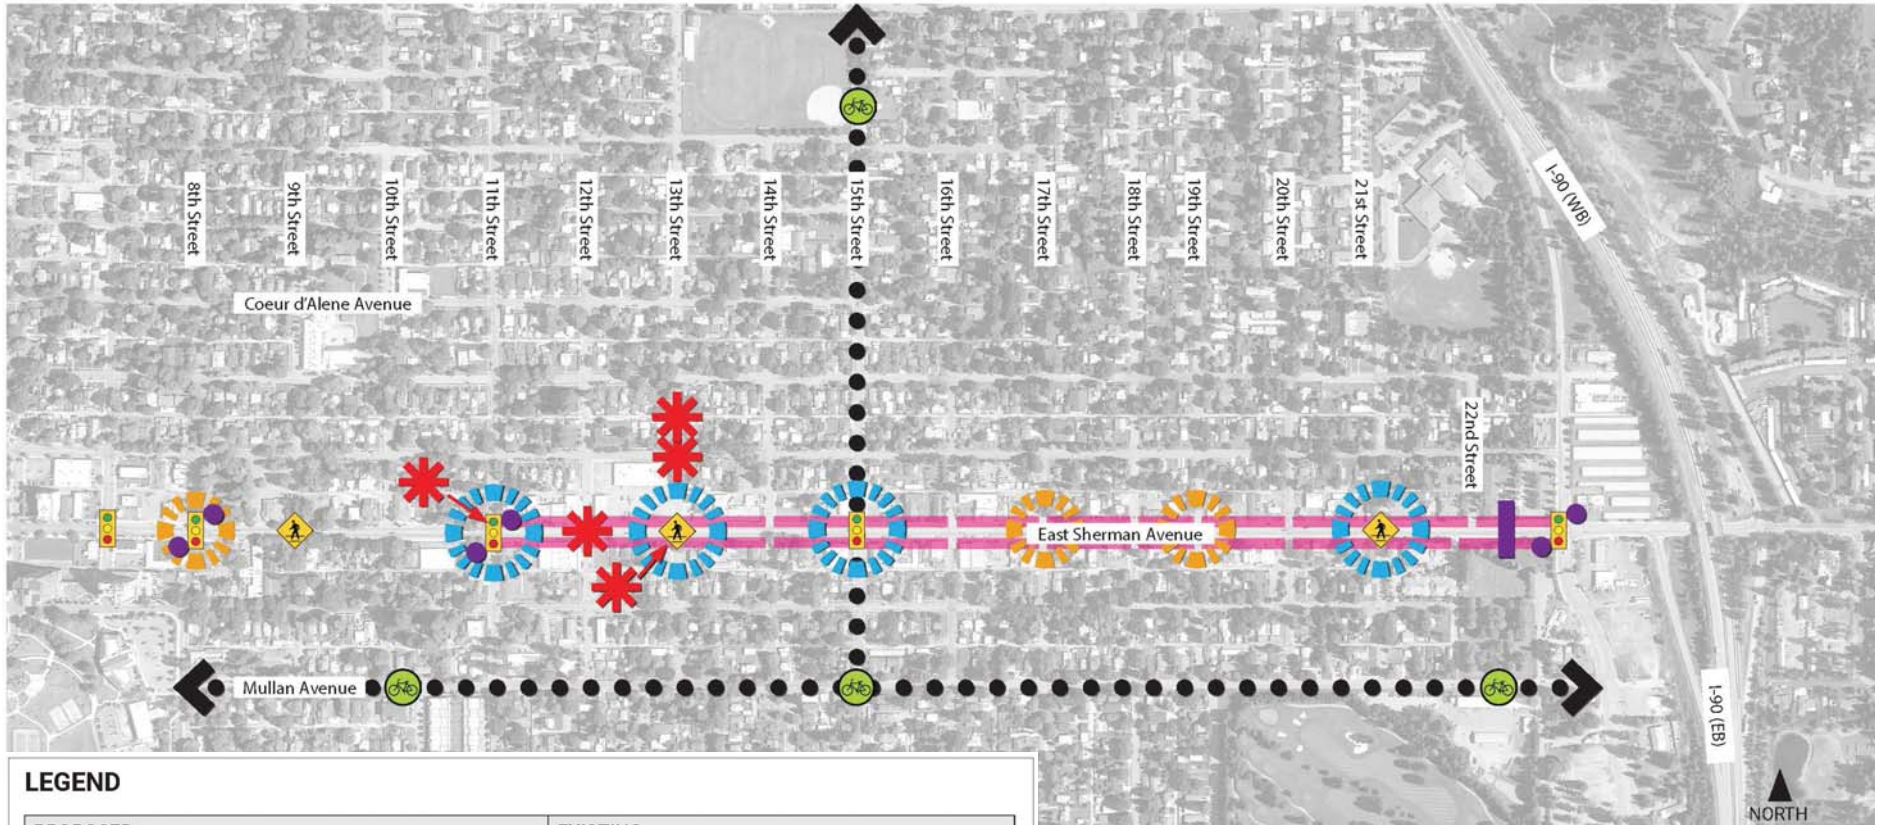 8th Street
9th Street
10th Street
11th Street
12th Street
13th Street
14th Street
15th Street
16th Street
17th Street
18th Street
19th Street
20th Street
21st Street
I-90 (WB)
Coeur d'Alene Avenue
22nd Street
East Sherman Avenue
Mullan Avenue
I-90 (EB)
LEGEND
NORTH